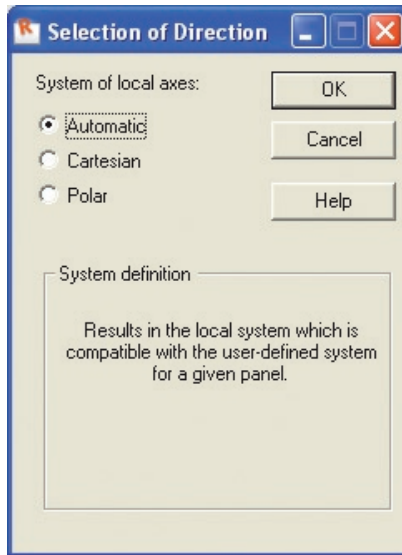 Selection of Direction
System of local axes:
Automatic
Cartesian
Polar
OK
Cancel
Help
System definition
Results in the local system which is
compatible with the user-defined system
for a given panel.